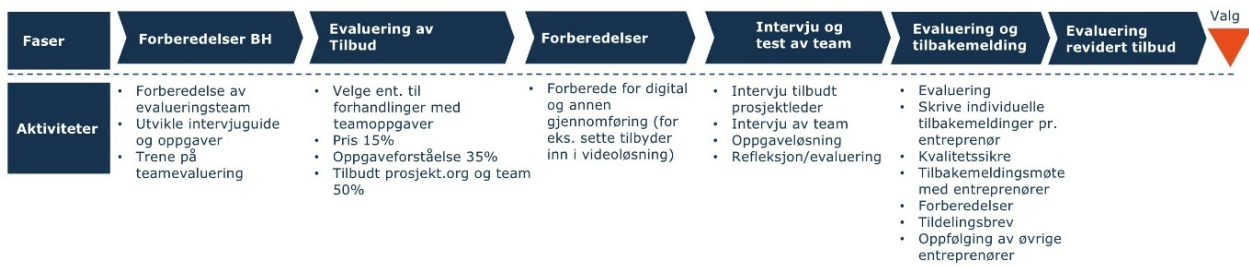 Faser
Forberedelser BH
Evaluering av
Tilbud
Forberedelser
Intervju og
test av team
Evaluering og
tilbakemelding
Evaluering
revidert tilbud
Valg
Aktiviteter
• Forberedelse av
evalueringsteam
• Utvikle intervjuguide
og oppgaver
• Trene på
teamevaluering
• Velge ent. til
forhandlinger med
teamoppgaver
• Pris 15%
• Oppgaveforståelse 35%
• Tilbudt prosjekt.org og team
50%
• Forberede for digital
og annen
gjennomføring (for
eks. sette tilbyder
inn i videoløsning)
• Intervju tilbudt
prosjektleder
• Intervju av team
• Oppgaveløsning
• Refleksjon/evaluering
• Evaluering
• Skrive individuelle
tilbakemeldinger pr.
entreprenør
• Kvalitetssikre
• Tilbakemeldingsmøte
med entreprenører
• Forberedelser
• Tildelingsbrev
• Oppfølging av øvrige
entreprenører